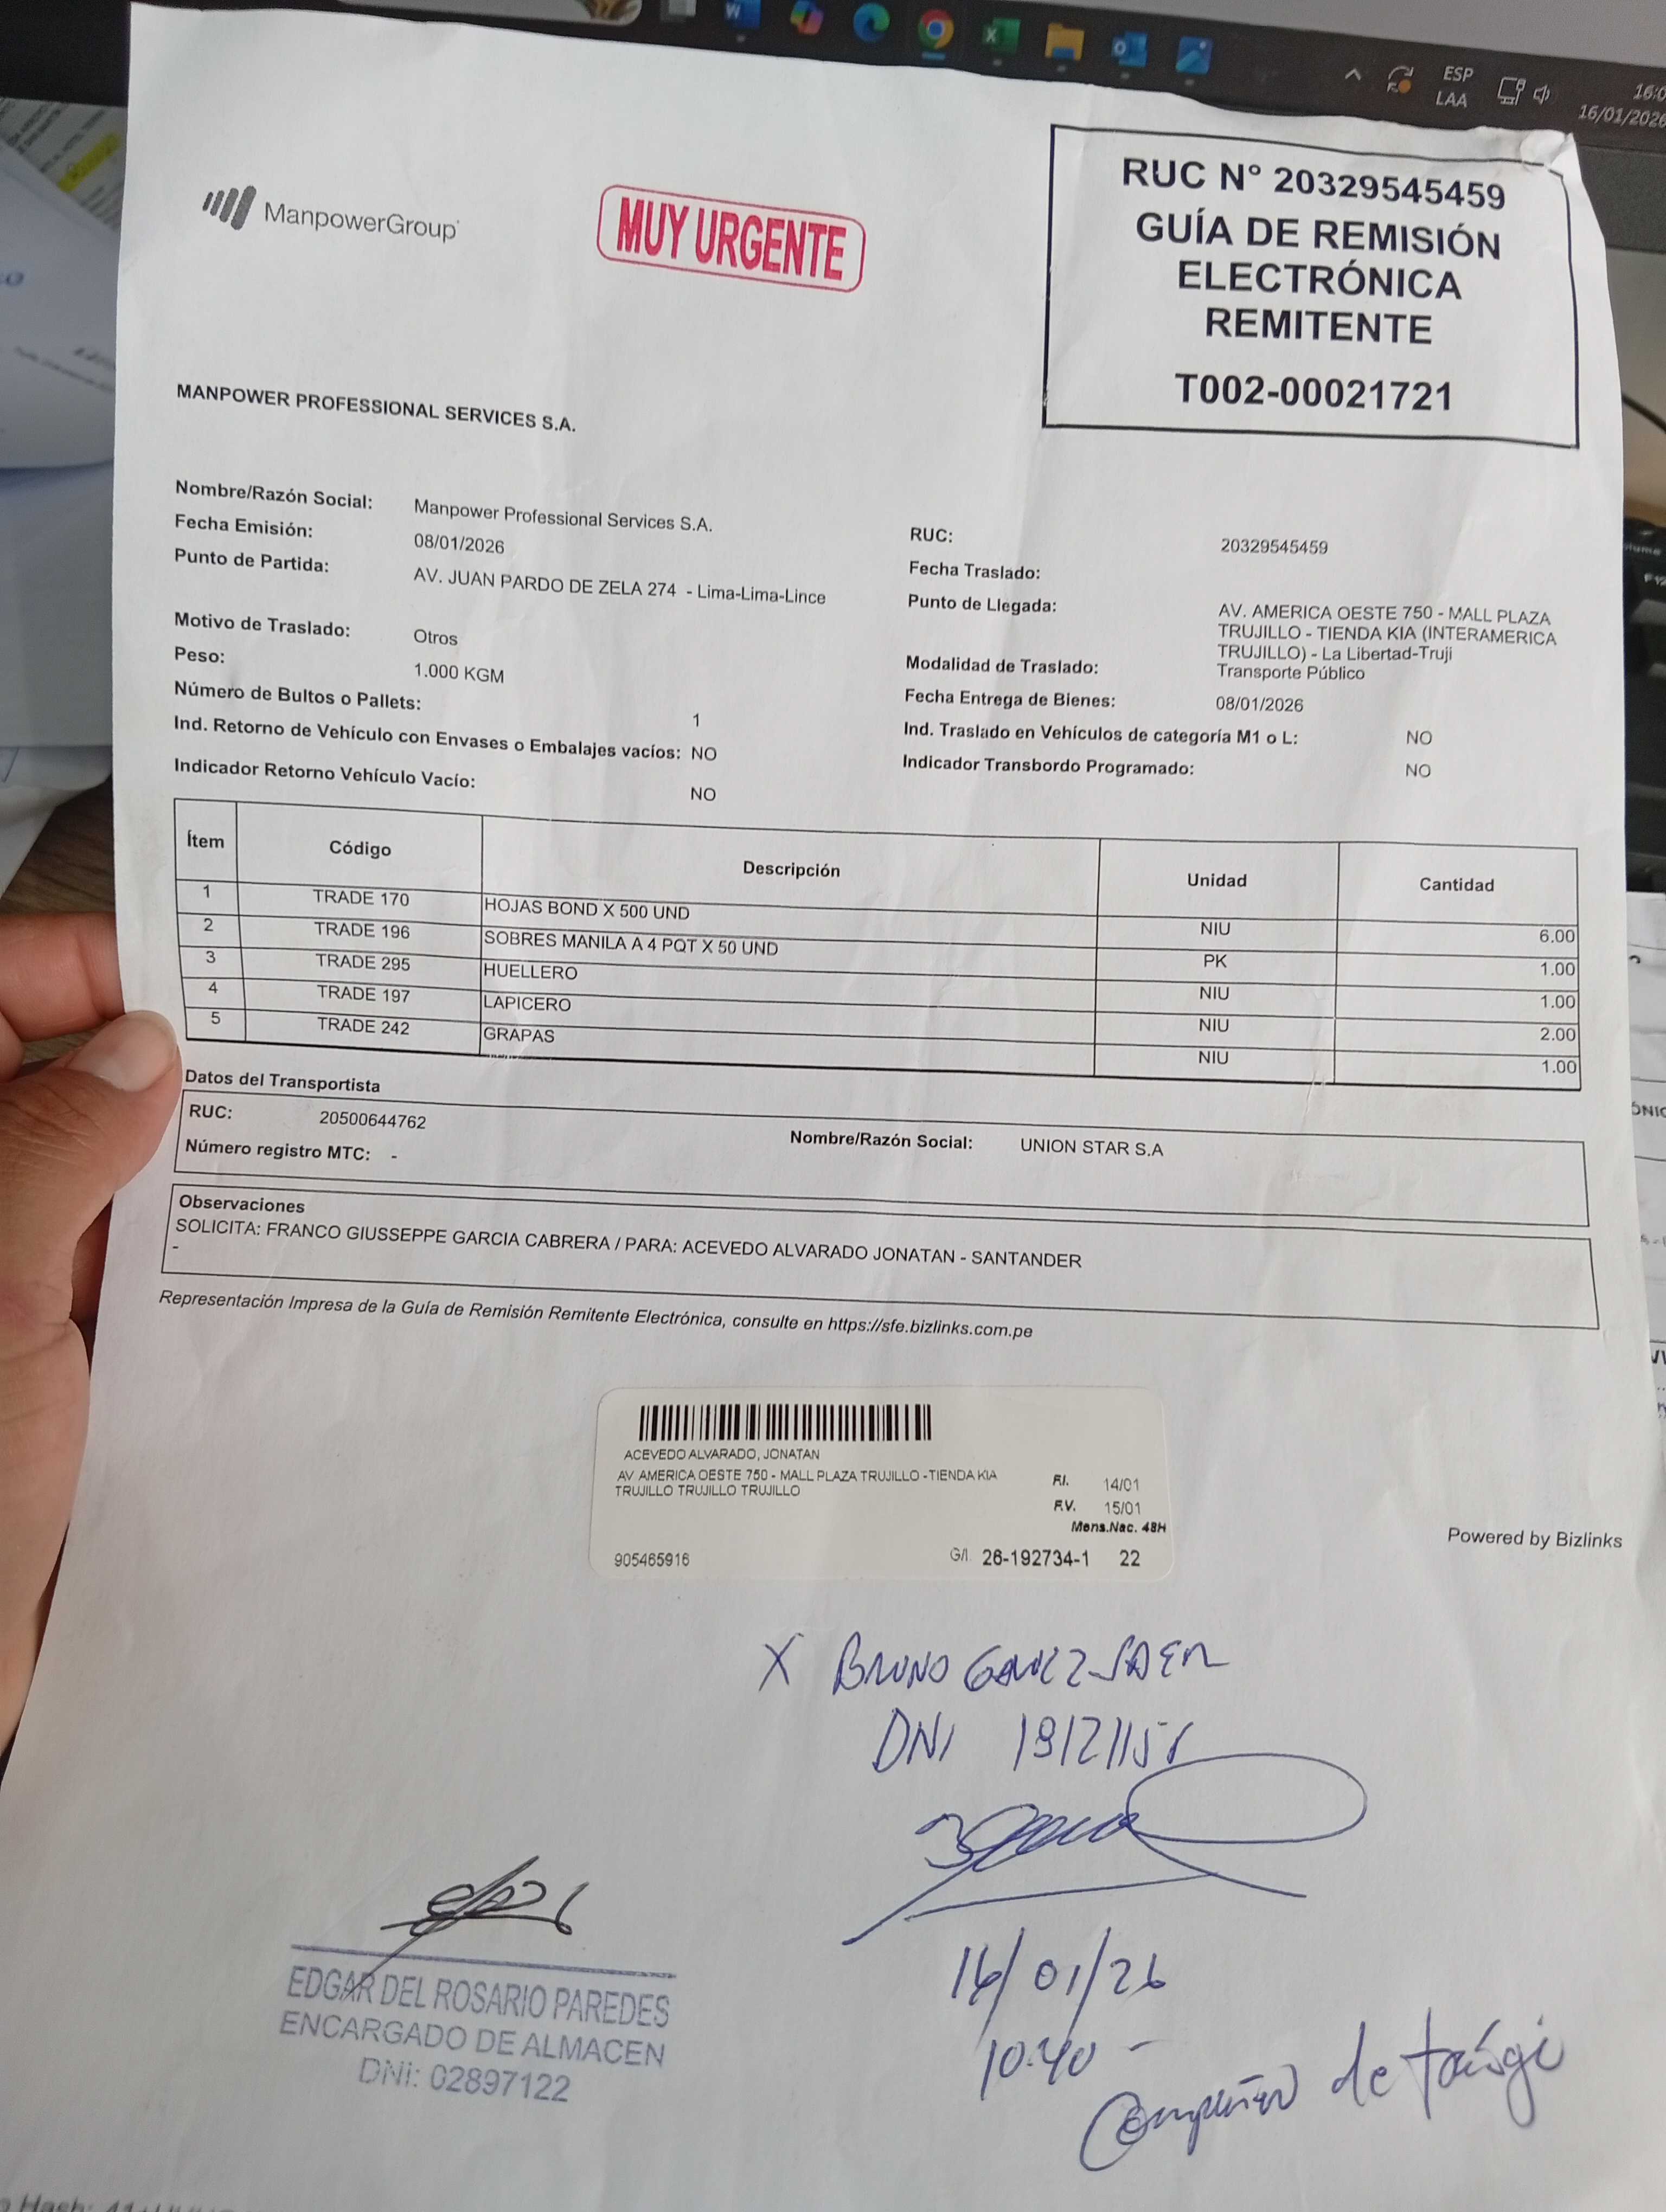 ESP
LAA
16/01/2026
ManpowerGroup
MUY URGENTE
RUC N° 20329545459
GUÍA DE REMISIÓN
ELECTRÓNICA
REMITENTE
T002-00021721
MANPOWER PROFESSIONAL SERVICES S.A.
Nombre/Razón Social: Manpower Professional Services S.A.
RUC: 20329545459
Fecha Emisión: 08/01/2026
Fecha Traslado:
Punto de Partida: AV. JUAN PARDO DE ZELA 274 - Lima-Lima-Lince
Punto de Llegada: AV. AMERICA OESTE 750 - MALL PLAZA
TRUJILLO - TIENDA KIA (INTERAMERICA
TRUJILLO) - La Libertad-Truji
Motivo de Traslado: Otros
Modalidad de Traslado: Transporte Público
Peso: 1.000 KGM
Fecha Entrega de Bienes: 08/01/2026
Número de Bultos o Pallets: 1
Ind. Traslado en Vehículos de categoría M1 o L: NO
Ind. Retorno de Vehículo con Envases o Embalajes vacíos: NO
Indicador Transbordo Programado: NO
Indicador Retorno Vehículo Vacío: NO
Ítem Código Descripción Unidad Cantidad
1 TRADE 170 HOJAS BOND X 500 UND NIU 6.00
2 TRADE 196 SOBRES MANILA A 4 PQT X 50 UND PK 1.00
3 TRADE 295 HUELLERO NIU 1.00
4 TRADE 197 LAPICERO NIU 2.00
5 TRADE 242 GRAPAS NIU 1.00
Datos del Transportista
RUC: 20500644762 Nombre/Razón Social: UNION STAR S.A
Número registro MTC: -
Observaciones
SOLICITA: FRANCO GIUSSEPPE GARCIA CABRERA / PARA: ACEVEDO ALVARADO JONATAN - SANTANDER
-
Representación Impresa de la Guía de Remisión Remitente Electrónica, consulte en https://sfe.bizlinks.com.pe
ACEVEDO ALVARADO, JONATAN
AV AMERICA OESTE 750 - MALL PLAZA TRUJILLO -TIENDA KIA
TRUJILLO TRUJILLO TRUJILLO
F.I. 14/01
F.V. 15/01
Mens.Nac. 48H
905465916 G/I. 26-192734-1 22
Powered by Bizlinks
X BRUNO
DNI
EDGAR DEL ROSARIO PAREDES
ENCARGADO DE ALMACEN
DNI: 02897122
/01/26
10:40 -
de